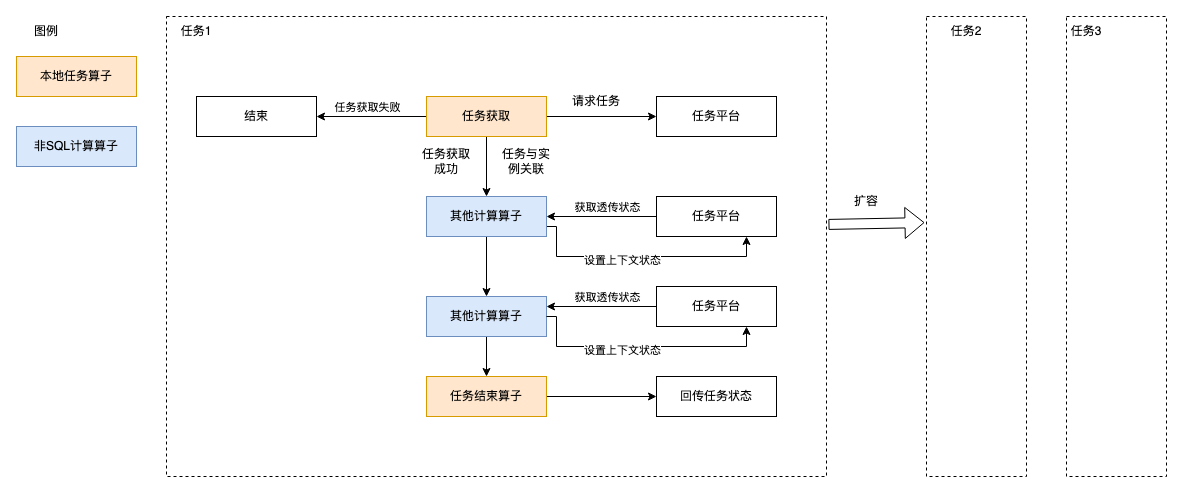 图例
本地任务算子
非SQL计算算子
任务1
结束
任务获取失败
任务获取
请求任务
任务平台
任务获取
成功
任务与实
例关联
其他计算算子
获取透传状态
任务平台
设置上下文状态
其他计算算子
获取透传状态
任务平台
设置上下文状态
任务结束算子
回传任务状态
扩容
任务2
任务3